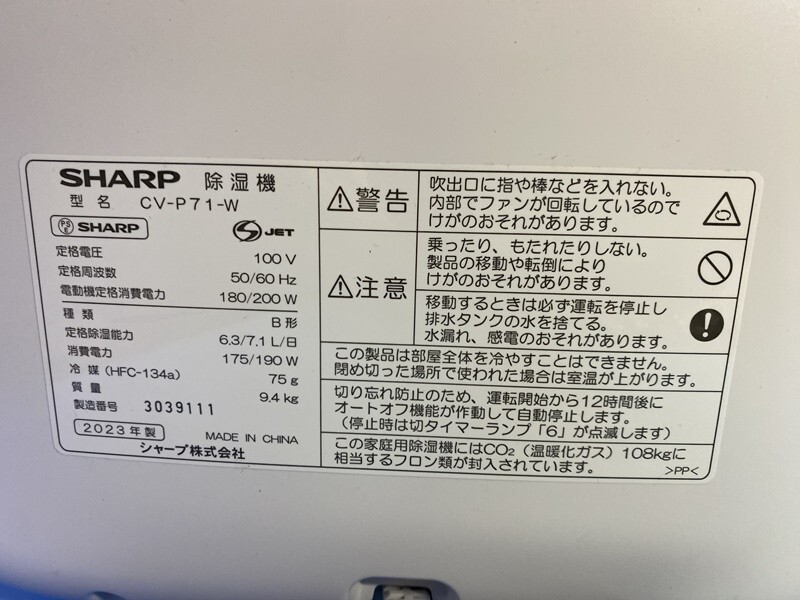 SHARP 除湿機
型名 CV-P71-W
PSE SHARP S JET
定格電圧 100 V
定格周波数 50/60 Hz
電動機定格消費電力 180/200 W
種類 B 形
定格除湿能力 6.3/7.1 L/日
消費電力 175/190 W
冷媒(HFC-134a) 75 g
質量 9.4 kg
製造番号 3039111
2023年製 MADE IN CHINA
シャープ株式会社
警告
吹出口に指や棒などを入れない。
内部でファンが回転しているので
けがのおそれがあります。
注意
乗ったり、もたれたりしない。
製品の移動や転倒により
けがのおそれがあります。
移動するときは必ず運転を停止し
排水タンクの水を捨てる。
水漏れ、感電のおそれがあります。
この製品は部屋全体を冷やすことはできません。
閉め切った場所で使われた場合は室温が上がります。
切り忘れ防止のため、運転開始から12時間後に
オートオフ機能が作動して自動停止します。
(停止時は切タイマーランプ「6」が点滅します)
この家庭用除湿機にはCO₂(温暖化ガス)108kgに
相当するフロン類が封入されています。
>PP<